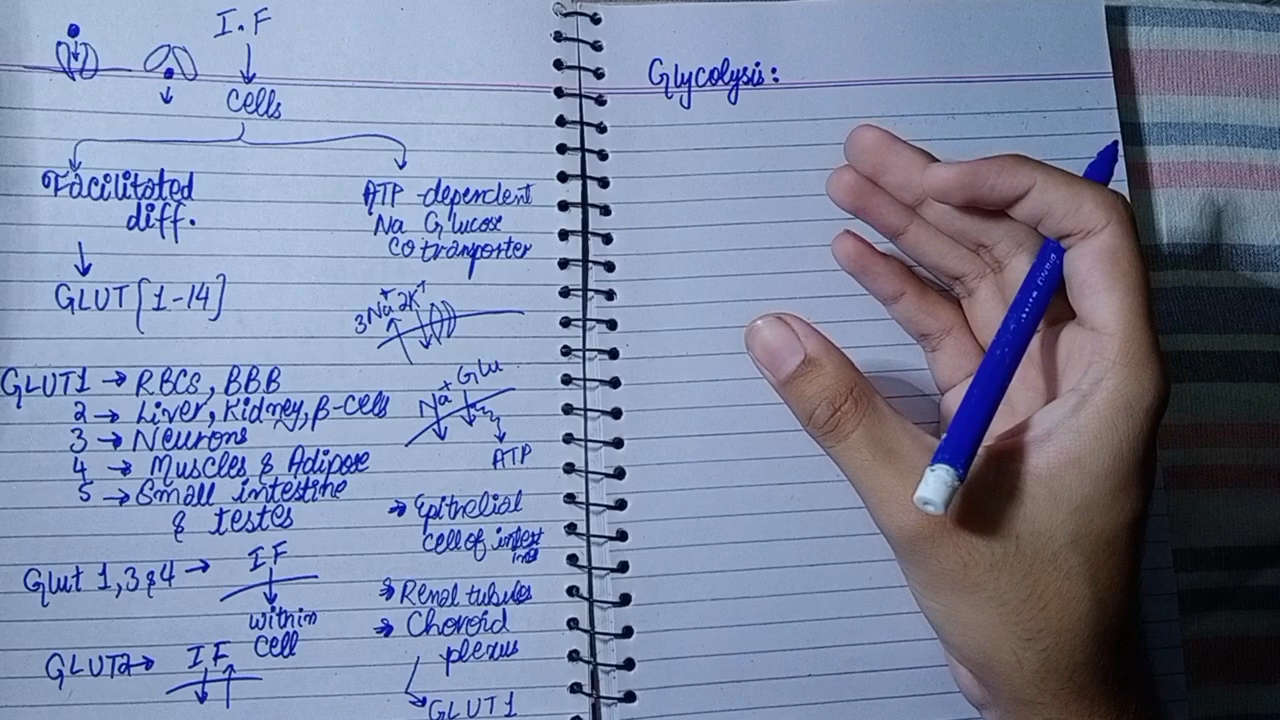 I.F
cells
Facilitated
diff.
GLUT [1-14]
ATP -dependent
Na Glucose
Co tranporter
3Na+ 2K+
Na+ Glu
ATP
GLUT1 → RBCs, BBB
2 → Liver, Kidney, β-cells
3 → Neurons
4 → Muscles & Adipose
5 → Small intestine
& testes
→ Epithelial
cell of intest
ine
Glut 1,3&4 → IF
within
cell
→ Renal tubules
→ Choroid
plexus
GLUT1
GLUT2 → IF
Glycolysis: